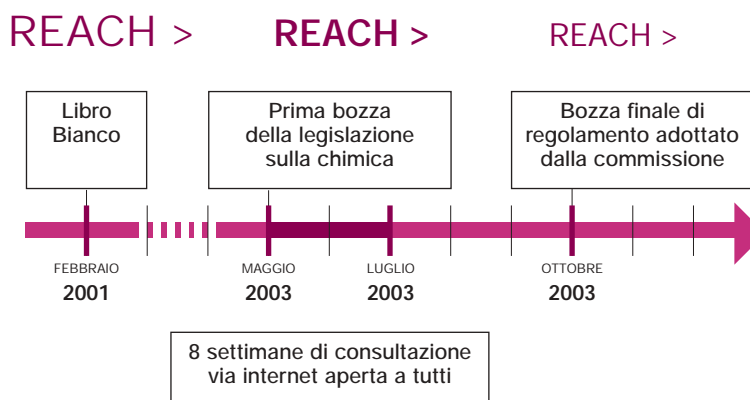 REACH > REACH > REACH >
Libro
Bianco
Prima bozza
della legislazione
sulla chimica
Bozza finale di
regolamento adottato
dalla commissione
FEBBRAIO
2001
MAGGIO
2003
LUGLIO
2003
OTTOBRE
2003
8 settimane di consultazione
via internet aperta a tutti